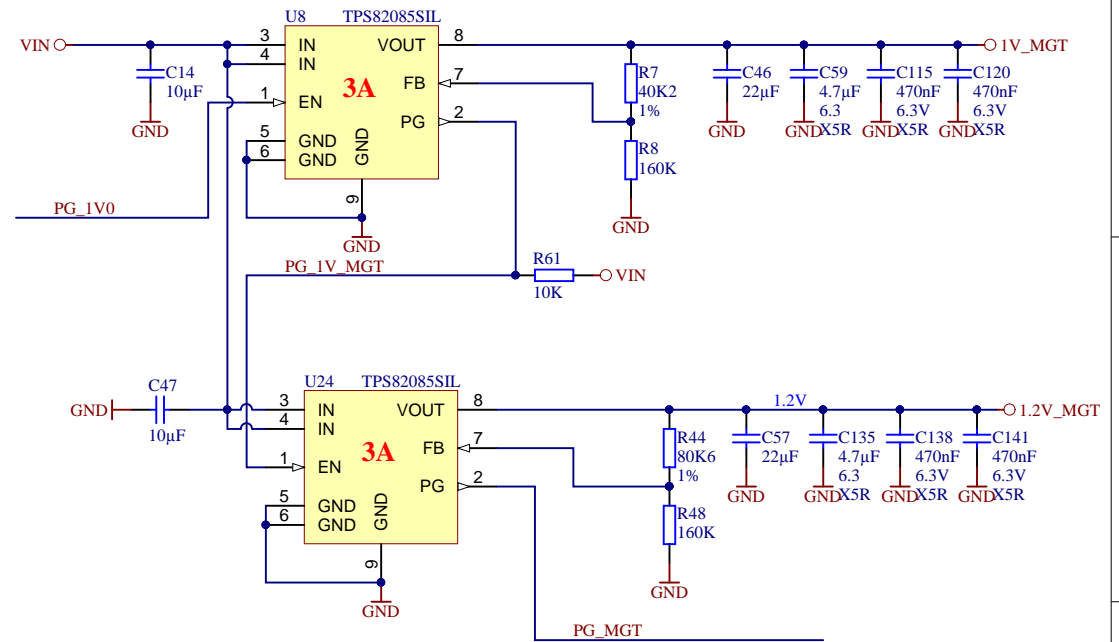 U8 TPS82085SIL
VIN
3 IN VOUT 8
4 IN
1V_MGT
C14
10µF
GND
3A
FB 7
1 EN
PG 2
5 GND
6 GND
GND
9
GND
R7
40K2
1%
R8
160K
GND
C46
22µF
GND
C59
4.7µF
6.3
X5R
GND
C115
470nF
6.3V
X5R
GND
C120
470nF
6.3V
X5R
GND
PG_1V0
PG_1V_MGT
R61
10K
VIN
U24 TPS82085SIL
C47
10µF
GND
3 IN VOUT 8
4 IN
1.2V
1.2V_MGT
3A
FB 7
1 EN
PG 2
5 GND
6 GND
GND
9
GND
R44
80K6
1%
R48
160K
GND
C57
22µF
GND
C135
4.7µF
6.3
X5R
GND
C138
470nF
6.3V
X5R
GND
C141
470nF
6.3V
X5R
GND
PG_MGT